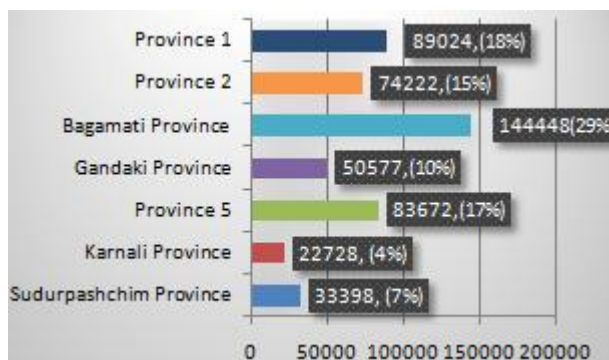 Province 1 89024, (18%)
Province 2 74222, (15%)
Bagamati Province 144448(29%
Gandaki Province 50577, (10%)
Province 5 83672, (17%)
Karnali Province 22728, (4%)
Sudurpashchim Province 33398, (7%)
0 50000 100000 150000 200000